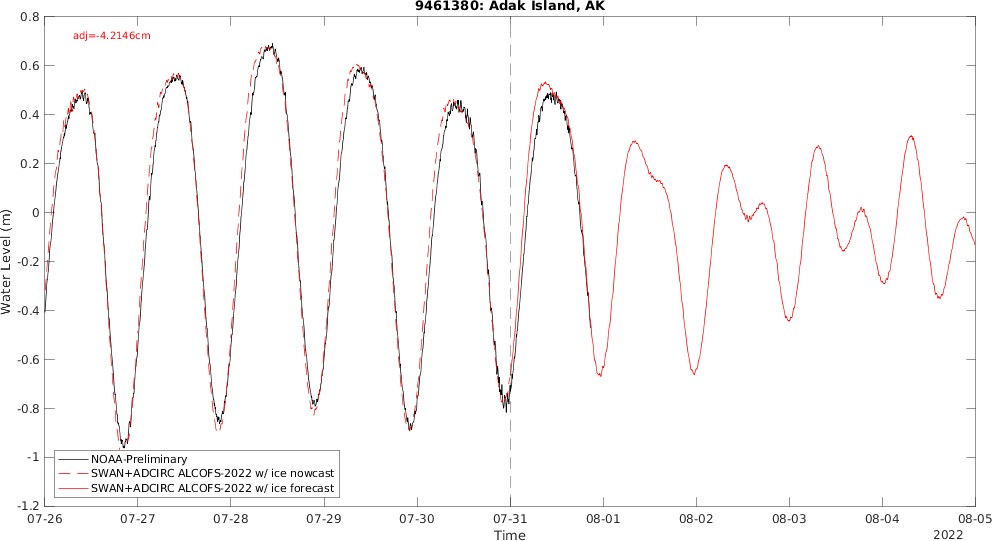 9461380: Adak Island, AK
adj=-4.2146cm
0.8
0.6
0.4
0.2
0
-0.2
-0.4
-0.6
-0.8
-1
-1.2
Water Level (m)
NOAA-Preliminary
SWAN+ADCIRC ALCOFS-2022 w/ ice nowcast
SWAN+ADCIRC ALCOFS-2022 w/ ice forecast
07-26 07-27 07-28 07-29 07-30 07-31 08-01 08-02 08-03 08-04 08-05
Time
2022